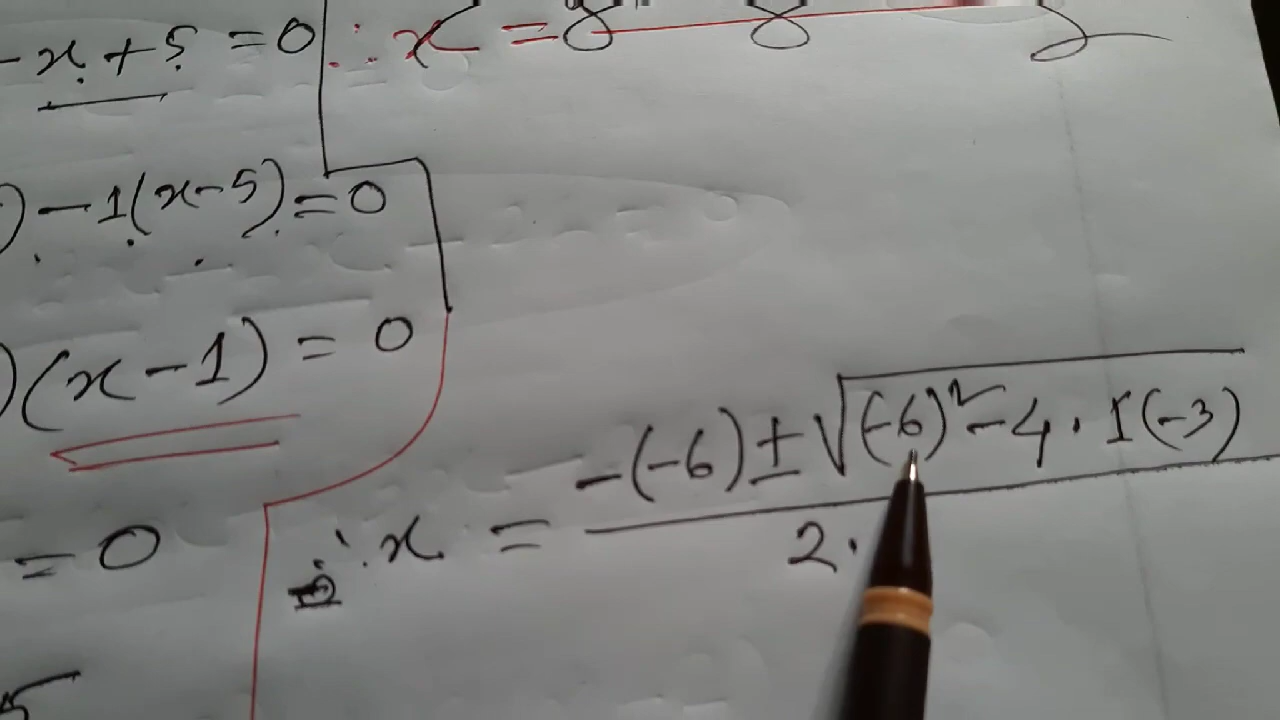 -x+5=0
∴x=
-1(x-5)=0
)(x-1)=0
=0
∴x=
-(-6)±√(-6)²-4·1(-3)
2·